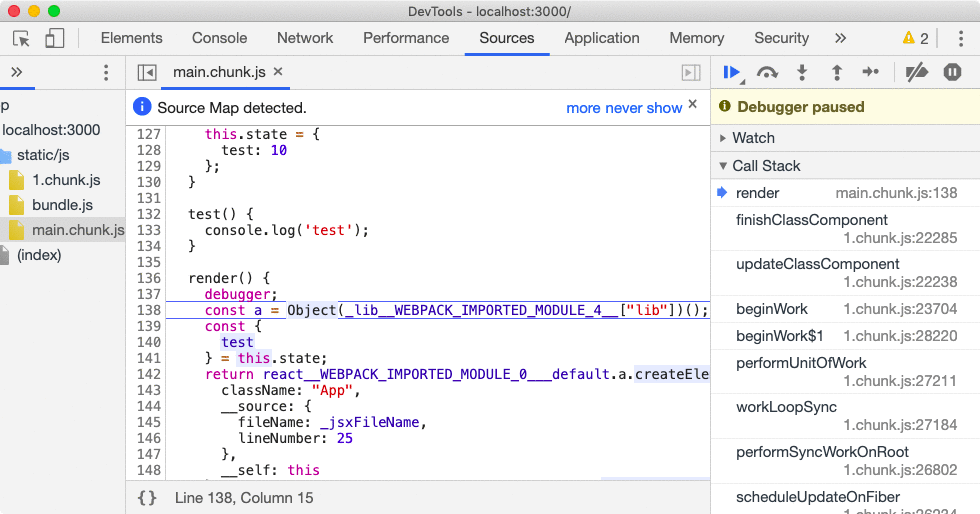 DevTools - localhost:3000/
Elements Console Network Performance Sources Application Memory Security » 2
»
main.chunk.js ×
Source Map detected. more never show ×
p
localhost:3000
static/js
1.chunk.js
bundle.js
main.chunk.js
(index)
127 this.state = {
128 test: 10
129 };
130 }
131
132 test() {
133 console.log('test');
134 }
135
136 render() {
137 debugger;
138 const a = Object(_lib__WEBPACK_IMPORTED_MODULE_4__["lib"])();
139 const {
140 test
141 } = this.state;
142 return react__WEBPACK_IMPORTED_MODULE_0___default.a.createEle
143 className: "App",
144 __source: {
145 fileName: _jsxFileName,
146 lineNumber: 25
147 },
148 __self: this
{} Line 138, Column 15
Debugger paused
Watch
Call Stack
render main.chunk.js:138
finishClassComponent
1.chunk.js:22285
updateClassComponent
1.chunk.js:22238
beginWork 1.chunk.js:23704
beginWork$1 1.chunk.js:28220
performUnitOfWork
1.chunk.js:27211
workLoopSync
1.chunk.js:27184
performSyncWorkOnRoot
1.chunk.js:26802
scheduleUpdateOnFiber